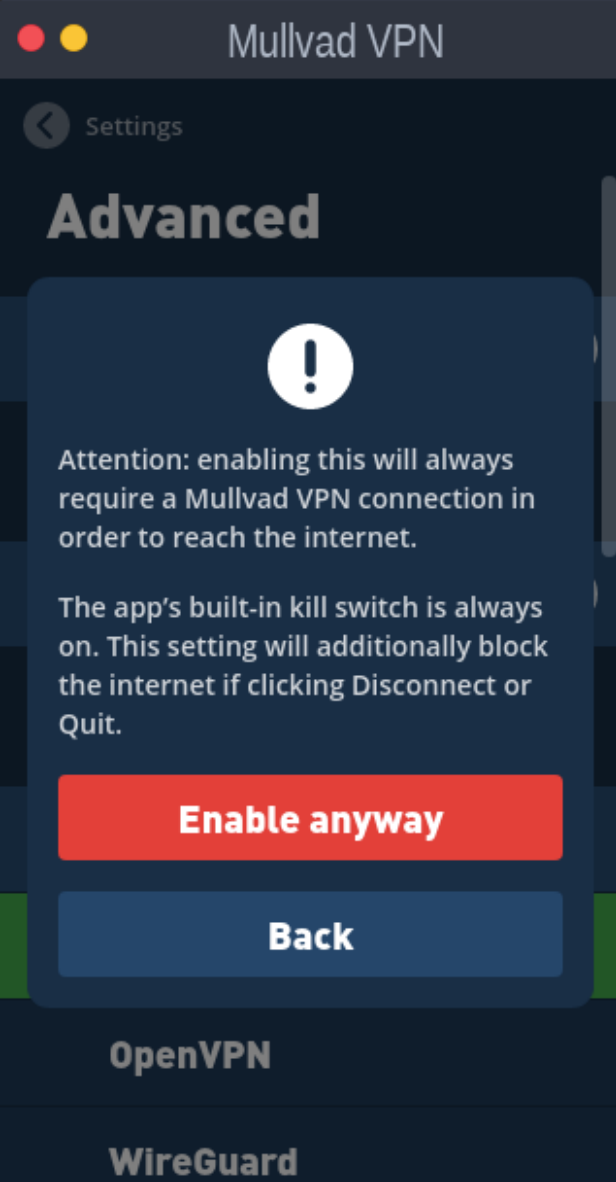 Mullvad VPN
Settings
Advanced
Attention: enabling this will always
require a Mullvad VPN connection in
order to reach the internet.
The app's built-in kill switch is always
on. This setting will additionally block
the internet if clicking Disconnect or
Quit.
Enable anyway
Back
OpenVPN
WireGuard